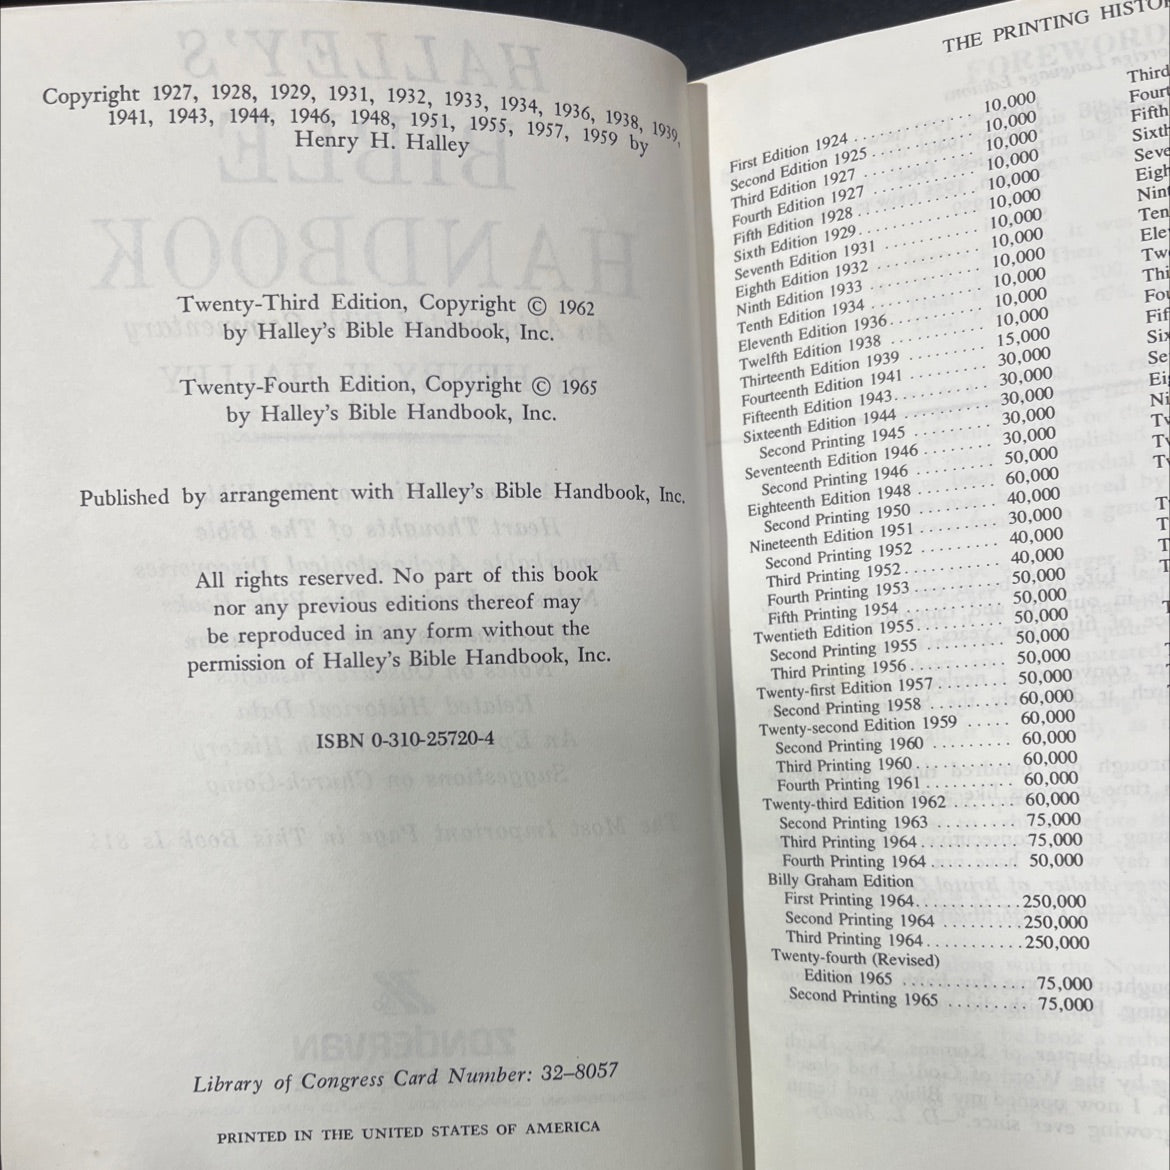 Copyright 1927, 1928, 1929, 1931, 1932, 1933, 1934, 1936, 1938, 1939,
1941, 1943, 1944, 1946, 1948, 1951, 1955, 1957, 1959 by
Henry H. Halley
Twenty-Third Edition, Copyright © 1962
by Halley's Bible Handbook, Inc.
Twenty-Fourth Edition, Copyright © 1965
by Halley's Bible Handbook, Inc.
Published by arrangement with Halley's Bible Handbook, Inc.
All rights reserved. No part of this book
nor any previous editions thereof may
be reproduced in any form without the
permission of Halley's Bible Handbook, Inc.
ISBN 0-310-25720-4
Library of Congress Card Number: 32–8057
PRINTED IN THE UNITED STATES OF AMERICA
THE PRINTING HISTO
First Edition 1924 10,000
Second Edition 1925 10,000
Third Edition 1927 10,000
Fourth Edition 1927 10,000
Fifth Edition 1928 10,000
Sixth Edition 1929 10,000
Seventh Edition 1931 10,000
Eighth Edition 1932 10,000
Ninth Edition 1933 10,000
Tenth Edition 1934 10,000
Eleventh Edition 1936 10,000
Twelfth Edition 1938 10,000
Thirteenth Edition 1939 15,000
Fourteenth Edition 1941 30,000
Fifteenth Edition 1943 30,000
Sixteenth Edition 1944 30,000
Second Printing 1945 30,000
Seventeenth Edition 1946 30,000
Second Printing 1946 50,000
Eighteenth Edition 1948 60,000
Second Printing 1950 40,000
Nineteenth Edition 1951 30,000
Second Printing 1952 40,000
Third Printing 1952 40,000
Fourth Printing 1953 50,000
Fifth Printing 1954 50,000
Twentieth Edition 1955 50,000
Second Printing 1955 50,000
Third Printing 1956 50,000
Twenty-first Edition 1957 50,000
Second Printing 1958 60,000
Twenty-second Edition 1959 60,000
Second Printing 1960 60,000
Third Printing 1960 60,000
Fourth Printing 1961 60,000
Twenty-third Edition 1962 60,000
Second Printing 1963 75,000
Third Printing 1964 75,000
Fourth Printing 1964 50,000
Billy Graham Edition
First Printing 1964 250,000
Second Printing 1964 250,000
Third Printing 1964 250,000
Twenty-fourth (Revised)
Edition 1965 75,000
Second Printing 1965 75,000
Third
Fourt
Fifth
Sixth
Seve
Eigh
Nint
Ten
Ele